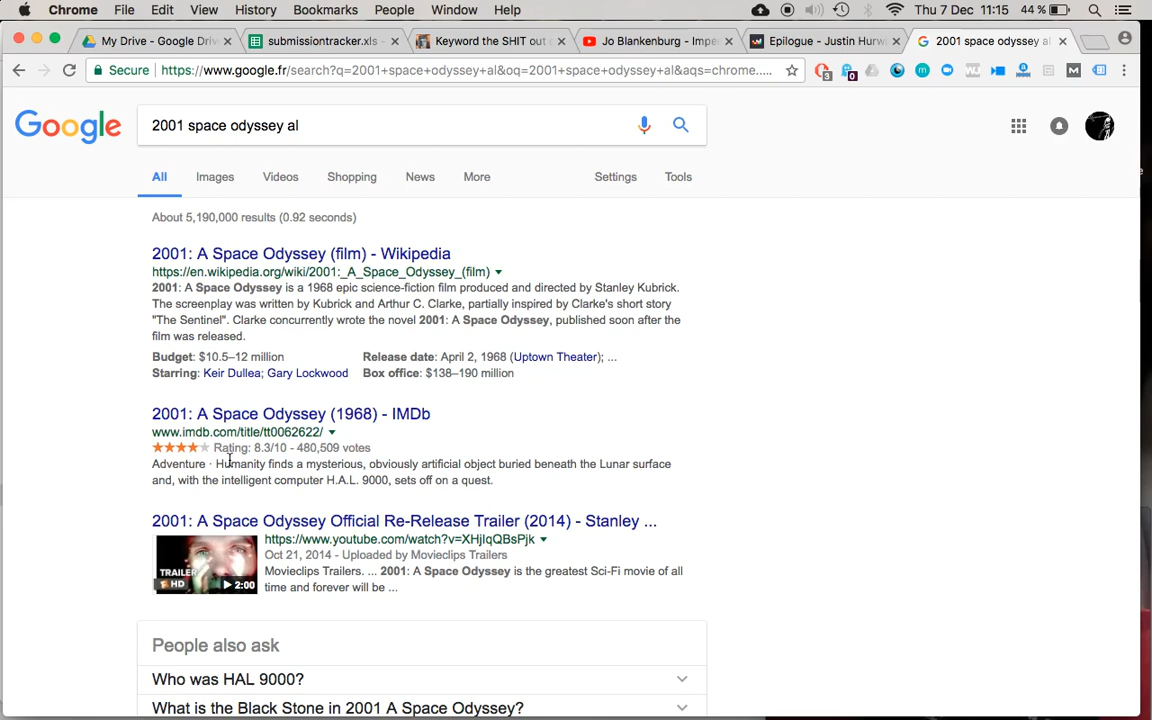 Chrome File Edit View History Bookmarks People Window Help Thu 7 Dec 11:15 44 %
My Drive - Google Driv submissiontracker.xls - Keyword the SHIT out o Jo Blankenburg - Impe Epilogue - Justin Hurw 2001 space odyssey al
Secure https://www.google.fr/search?q=2001+space+odyssey+al&oq=2001+space+odyssey+al&aqs=chrome.....
3 0
Google 2001 space odyssey al
All Images Videos Shopping News More Settings Tools
About 5,190,000 results (0.92 seconds)
2001: A Space Odyssey (film) - Wikipedia
https://en.wikipedia.org/wiki/2001:_A_Space_Odyssey_(film)
2001: A Space Odyssey is a 1968 epic science-fiction film produced and directed by Stanley Kubrick.
The screenplay was written by Kubrick and Arthur C. Clarke, partially inspired by Clarke's short story
"The Sentinel". Clarke concurrently wrote the novel 2001: A Space Odyssey, published soon after the
film was released.
Budget: $10.5–12 million Release date: April 2, 1968 (Uptown Theater); ...
Starring: Keir Dullea; Gary Lockwood Box office: $138–190 million
2001: A Space Odyssey (1968) - IMDb
www.imdb.com/title/tt0062622/
Rating: 8.3/10 - 480,509 votes
Adventure · Humanity finds a mysterious, obviously artificial object buried beneath the Lunar surface
and, with the intelligent computer H.A.L. 9000, sets off on a quest.
2001: A Space Odyssey Official Re-Release Trailer (2014) - Stanley ...
https://www.youtube.com/watch?v=XHjIqQBsPjk
Oct 21, 2014 - Uploaded by Movieclips Trailers
Movieclips Trailers. ... 2001: A Space Odyssey is the greatest Sci-Fi movie of all
time and forever will be ...
TRAILER
HD 2:00
People also ask
Who was HAL 9000?
What is the Black Stone in 2001 A Space Odyssey?